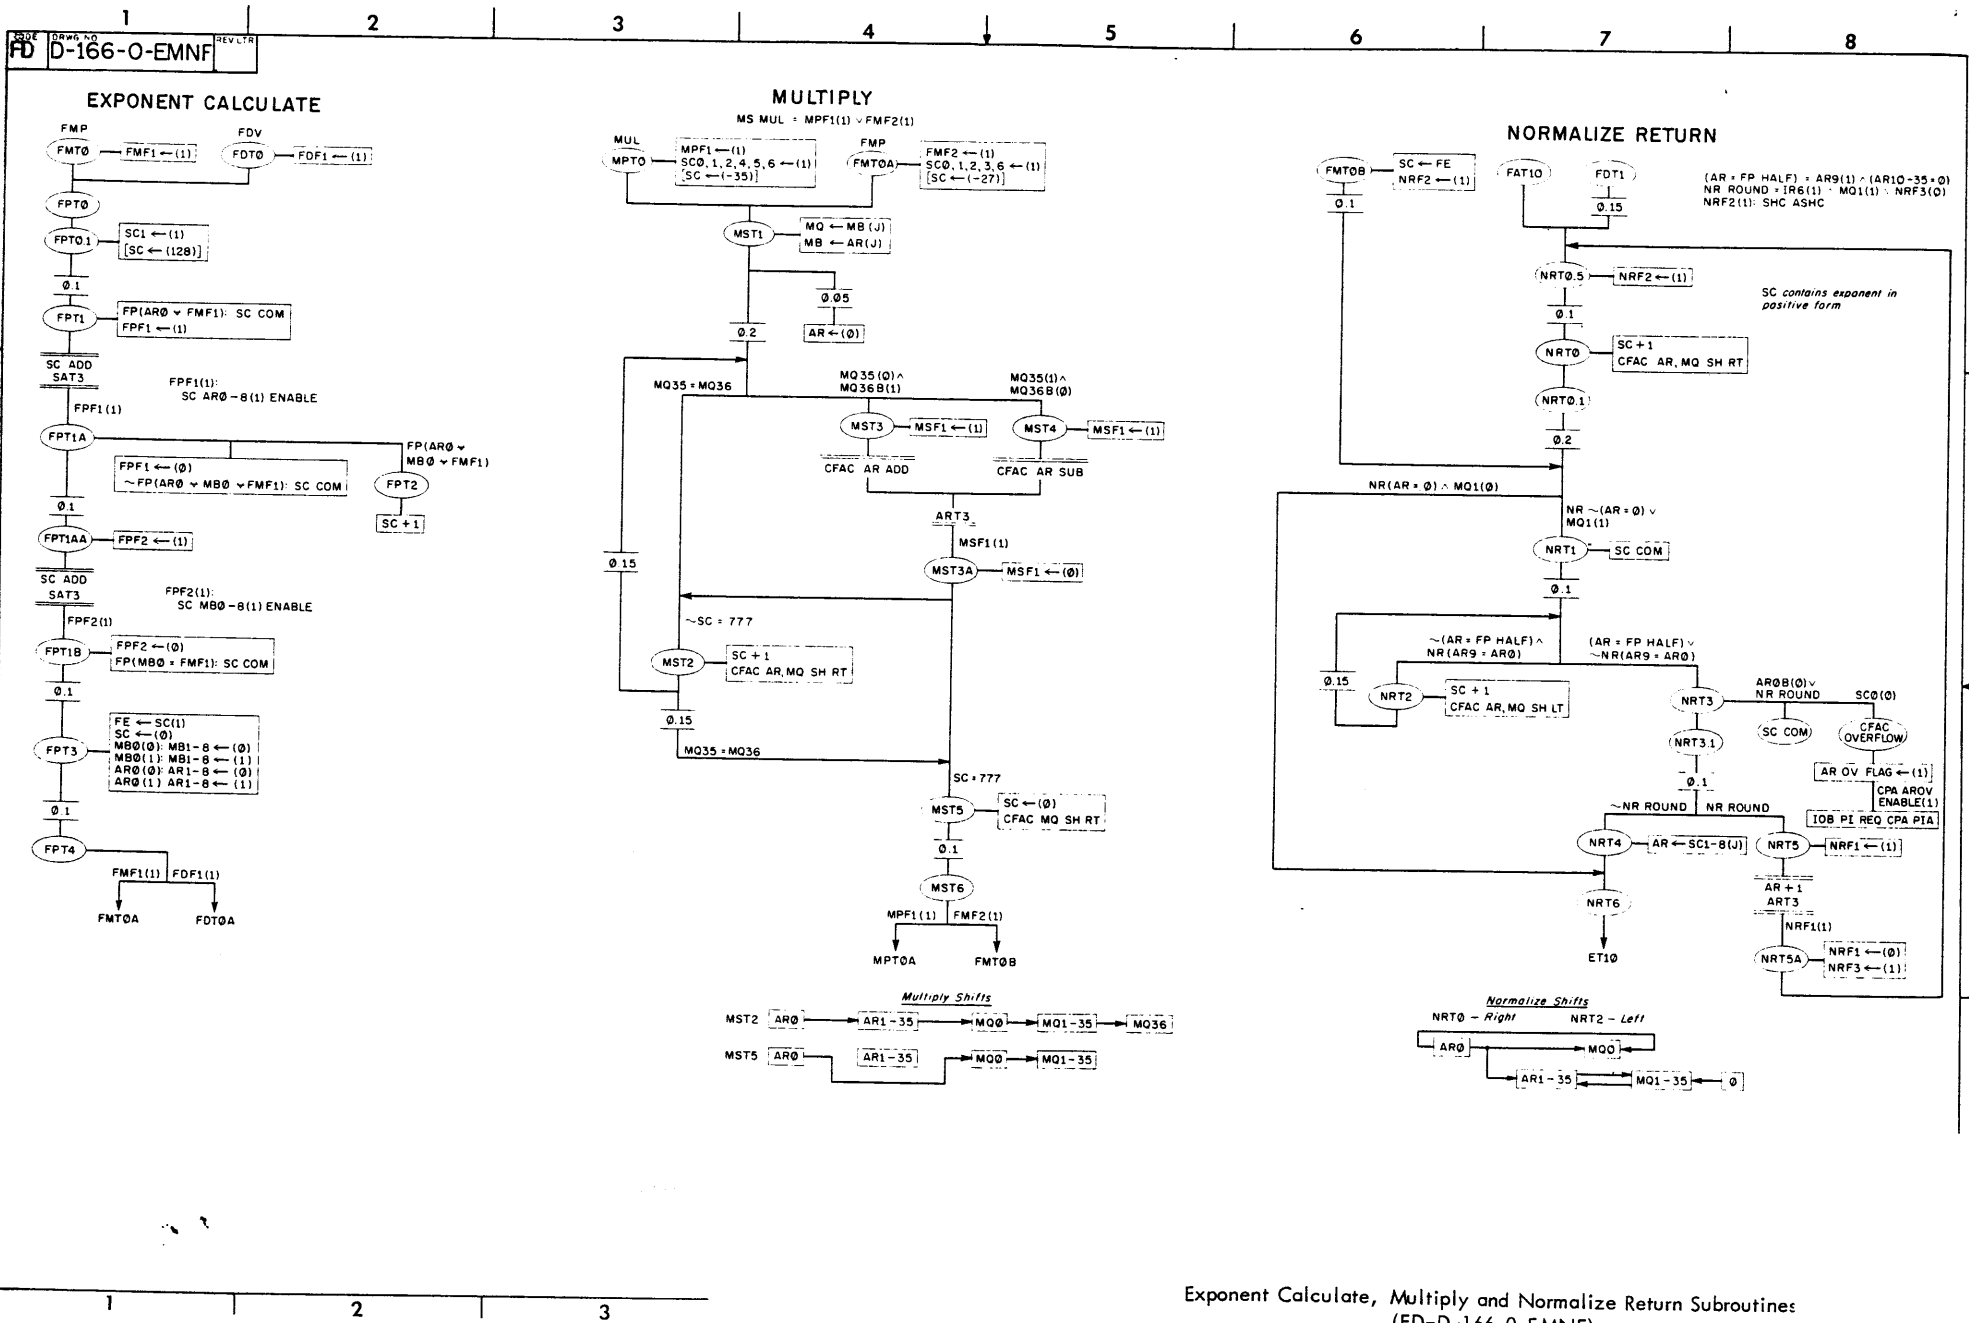 1 2 3 4 5 6 7 8
CODE
FD
DRWG NO
D-166-0-EMNF
REV LTR
EXPONENT CALCULATE
FMP
FMTØ
FMF1 ← (1)
FDV
FDTØ
FDF1 ← (1)
FPTØ
FPTØ.1
SC1 ← (1)
[SC ← (128)]
Ø.1
FPT1
FP(ARØ ⩒ FMF1): SC COM
FPF1 ← (1)
SC ADD
SAT3
FPF1(1):
SC ARØ-8(1) ENABLE
FPF1(1)
FPT1A
FPF1 ← (Ø)
~FP(ARØ ⩒ MBØ ⩒ FMF1): SC COM
FP(ARØ ⩒
MBØ ⩒ FMF1)
FPT2
SC + 1
Ø.1
FPT1AA
FPF2 ← (1)
SC ADD
SAT3
FPF2(1):
SC MBØ-8(1) ENABLE
FPF2(1)
FPT1B
FPF2 ← (Ø)
FP(MBØ = FMF1): SC COM
Ø.1
FPT3
FE ← SC(1)
SC ← (Ø)
MBØ(Ø): MB1-8 ← (Ø)
MBØ(1): MB1-8 ← (1)
ARØ(Ø): AR1-8 ← (Ø)
ARØ(1) AR1-8 ← (1)
Ø.1
FPT4
FMF1(1) FDF1(1)
FMTØA FDTØA
MULTIPLY
MS MUL = MPF1(1) ∨ FMF2(1)
MUL
MPTØ
MPF1 ← (1)
SCØ,1,2,4,5,6 ← (1)
[SC ← (-35)]
FMP
FMTØA
FMF2 ← (1)
SCØ,1,2,3,6 ← (1)
[SC ← (-27)]
MST1
MQ ← MB(J)
MB ← AR(J)
Ø.05
AR ← (Ø)
Ø.2
MQ35 = MQ36
MQ35(Ø)∧
MQ36B(1)
MQ35(1)∧
MQ36B(Ø)
MST3
MSF1 ← (1)
MST4
MSF1 ← (1)
CFAC AR ADD
CFAC AR SUB
ART3
MSF1(1)
MST3A
MSF1 ← (Ø)
Ø.15
~SC = 777
MST2
SC + 1
CFAC AR, MQ SH RT
Ø.15
MQ35 = MQ36
SC = 777
MST5
SC ← (Ø)
CFAC MQ SH RT
Ø.1
MST6
MPF1(1) FMF2(1)
MPTØA FMTØB
Multiply Shifts
MST2 ARØ AR1-35 MQØ MQ1-35 MQ36
MST5 ARØ AR1-35 MQØ MQ1-35
NORMALIZE RETURN
FMTØB
SC ← FE
NRF2 ← (1)
Ø.1
FAT1Ø
FDT1
Ø.15
(AR = FP HALF) = AR9(1) ∧ (AR10-35=0)
NR ROUND = IR6(1) MQ1(1) NRF3(0)
NRF2(1): SHC ASHC
NRTØ.5
NRF2 ← (1)
SC contains exponent in
positive form
Ø.1
NRTØ
SC + 1
CFAC AR, MQ SH RT
NRTØ.1
Ø.2
NR(AR = Ø) ∧ MQ1(Ø)
NR ~(AR = Ø) ∨
MQ1(1)
NRT1
SC COM
Ø.1
~(AR = FP HALF)∧
NR(AR9 = ARØ)
(AR = FP HALF)∨
~NR(AR9 = ARØ)
Ø.15
NRT2
SC + 1
CFAC AR, MQ SH LT
NRT3
ARØB(Ø)∨
NR ROUND
SCØ(Ø)
SC COM
CFAC
OVERFLOW
NRT3.1
AR OV FLAG ← (1)
CPA AROV
ENABLE(1)
IOB PI REQ CPA PIA
Ø.1
~NR ROUND NR ROUND
NRT4
AR ← SC1-8(J)
NRT5
NRF1 ← (1)
AR + 1
ART3
NRT6
NRF1(1)
ET1Ø
NRT5A
NRF1 ← (Ø)
NRF3 ← (1)
Normalize Shifts
NRTØ - Right NRT2 - Left
ARØ MQØ
AR1-35 MQ1-35 Ø
1 2 3
Exponent Calculate, Multiply and Normalize Return Subroutines
(FD-D-166-0-EMNF)